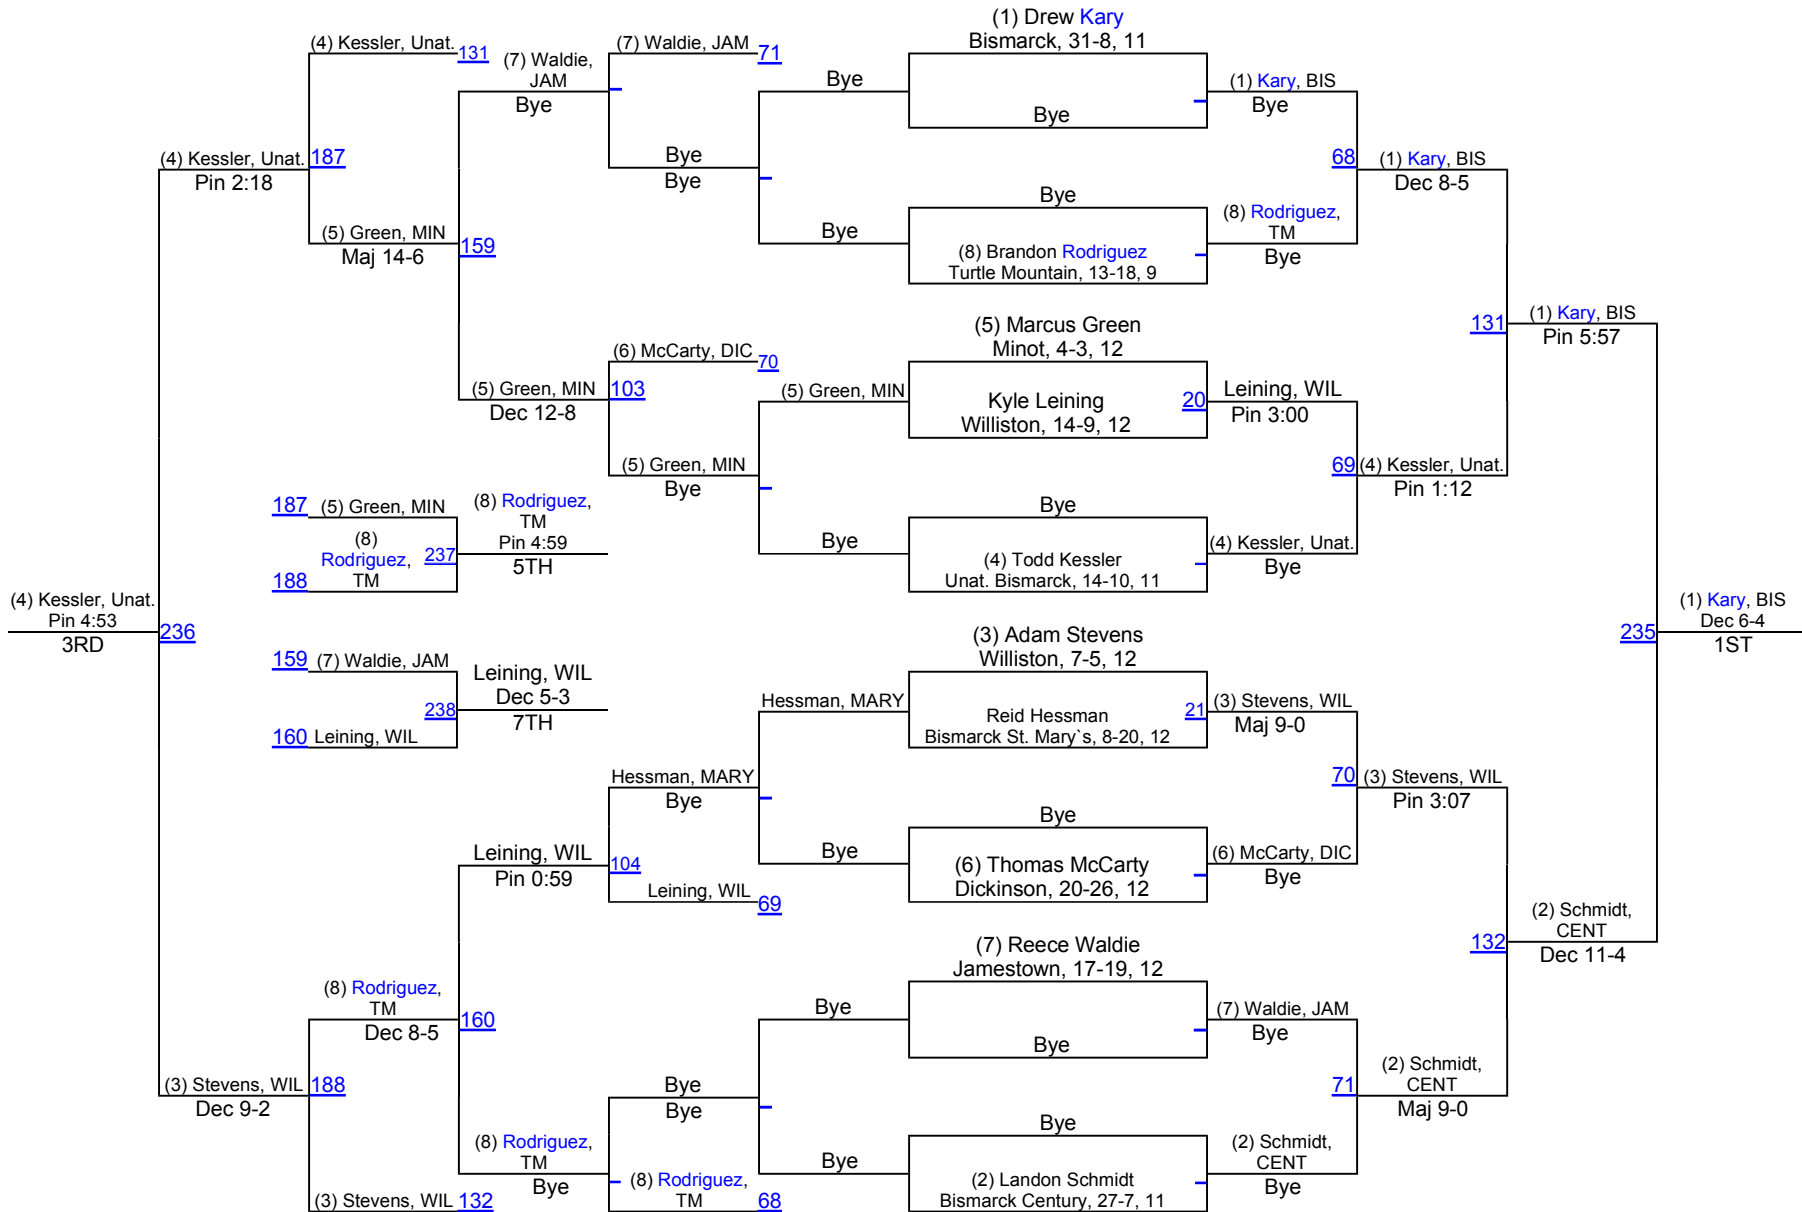 (1) Drew Kary
Bismarck, 31-8, 11
(4) Kessler, Unat.
131
(7) Waldie,
JAM
Bye
(7) Waldie, JAM
71
Bye
Bye
(1) Kary, BIS
Bye
(4) Kessler, Unat.
Pin 2:18
187
Bye
Bye
68
(1) Kary, BIS
Dec 8-5
(5) Green, MIN
Maj 14-6
159
Bye
Bye
(8) Brandon Rodriguez
Turtle Mountain, 13-18, 9
(8) Rodriguez,
TM
Bye
(5) Marcus Green
Minot, 4-3, 12
131
(1) Kary, BIS
Pin 5:57
(6) McCarty, DIC
70
(5) Green, MIN
Dec 12-8
103
(5) Green, MIN
Kyle Leining
Williston, 14-9, 12
20
Leining, WIL
Pin 3:00
(5) Green, MIN
Bye
69
(4) Kessler, Unat.
Pin 1:12
187
(5) Green, MIN
(8)
Rodriguez,
TM
188
237
(8) Rodriguez,
TM
Pin 4:59
5TH
Bye
Bye
(4) Todd Kessler
Unat. Bismarck, 14-10, 11
(4) Kessler, Unat.
Bye
(4) Kessler, Unat.
Pin 4:53
3RD
236
(3) Adam Stevens
Williston, 7-5, 12
235
(1) Kary, BIS
Dec 6-4
1ST
159
(7) Waldie, JAM
238
Leining, WIL
Dec 5-3
7TH
160
Leining, WIL
Hessman, MARY
Reid Hessman
Bismarck St. Mary`s, 8-20, 12
21
(3) Stevens, WIL
Maj 9-0
Hessman, MARY
Bye
70
(3) Stevens, WIL
Pin 3:07
Leining, WIL
Pin 0:59
104
Bye
Bye
(6) Thomas McCarty
Dickinson, 20-26, 12
(6) McCarty, DIC
Bye
Leining, WIL
69
(7) Reece Waldie
Jamestown, 17-19, 12
132
(2) Schmidt,
CENT
Dec 11-4
(8) Rodriguez,
TM
Dec 8-5
160
Bye
Bye
(7) Waldie, JAM
Bye
(3) Stevens, WIL
Dec 9-2
188
Bye
Bye
71
(2) Schmidt,
CENT
Maj 9-0
(8) Rodriguez,
TM
Bye
Bye
Bye
(2) Landon Schmidt
Bismarck Century, 27-7, 11
(2) Schmidt,
CENT
Bye
(3) Stevens, WIL
132
(8) Rodriguez,
TM
68